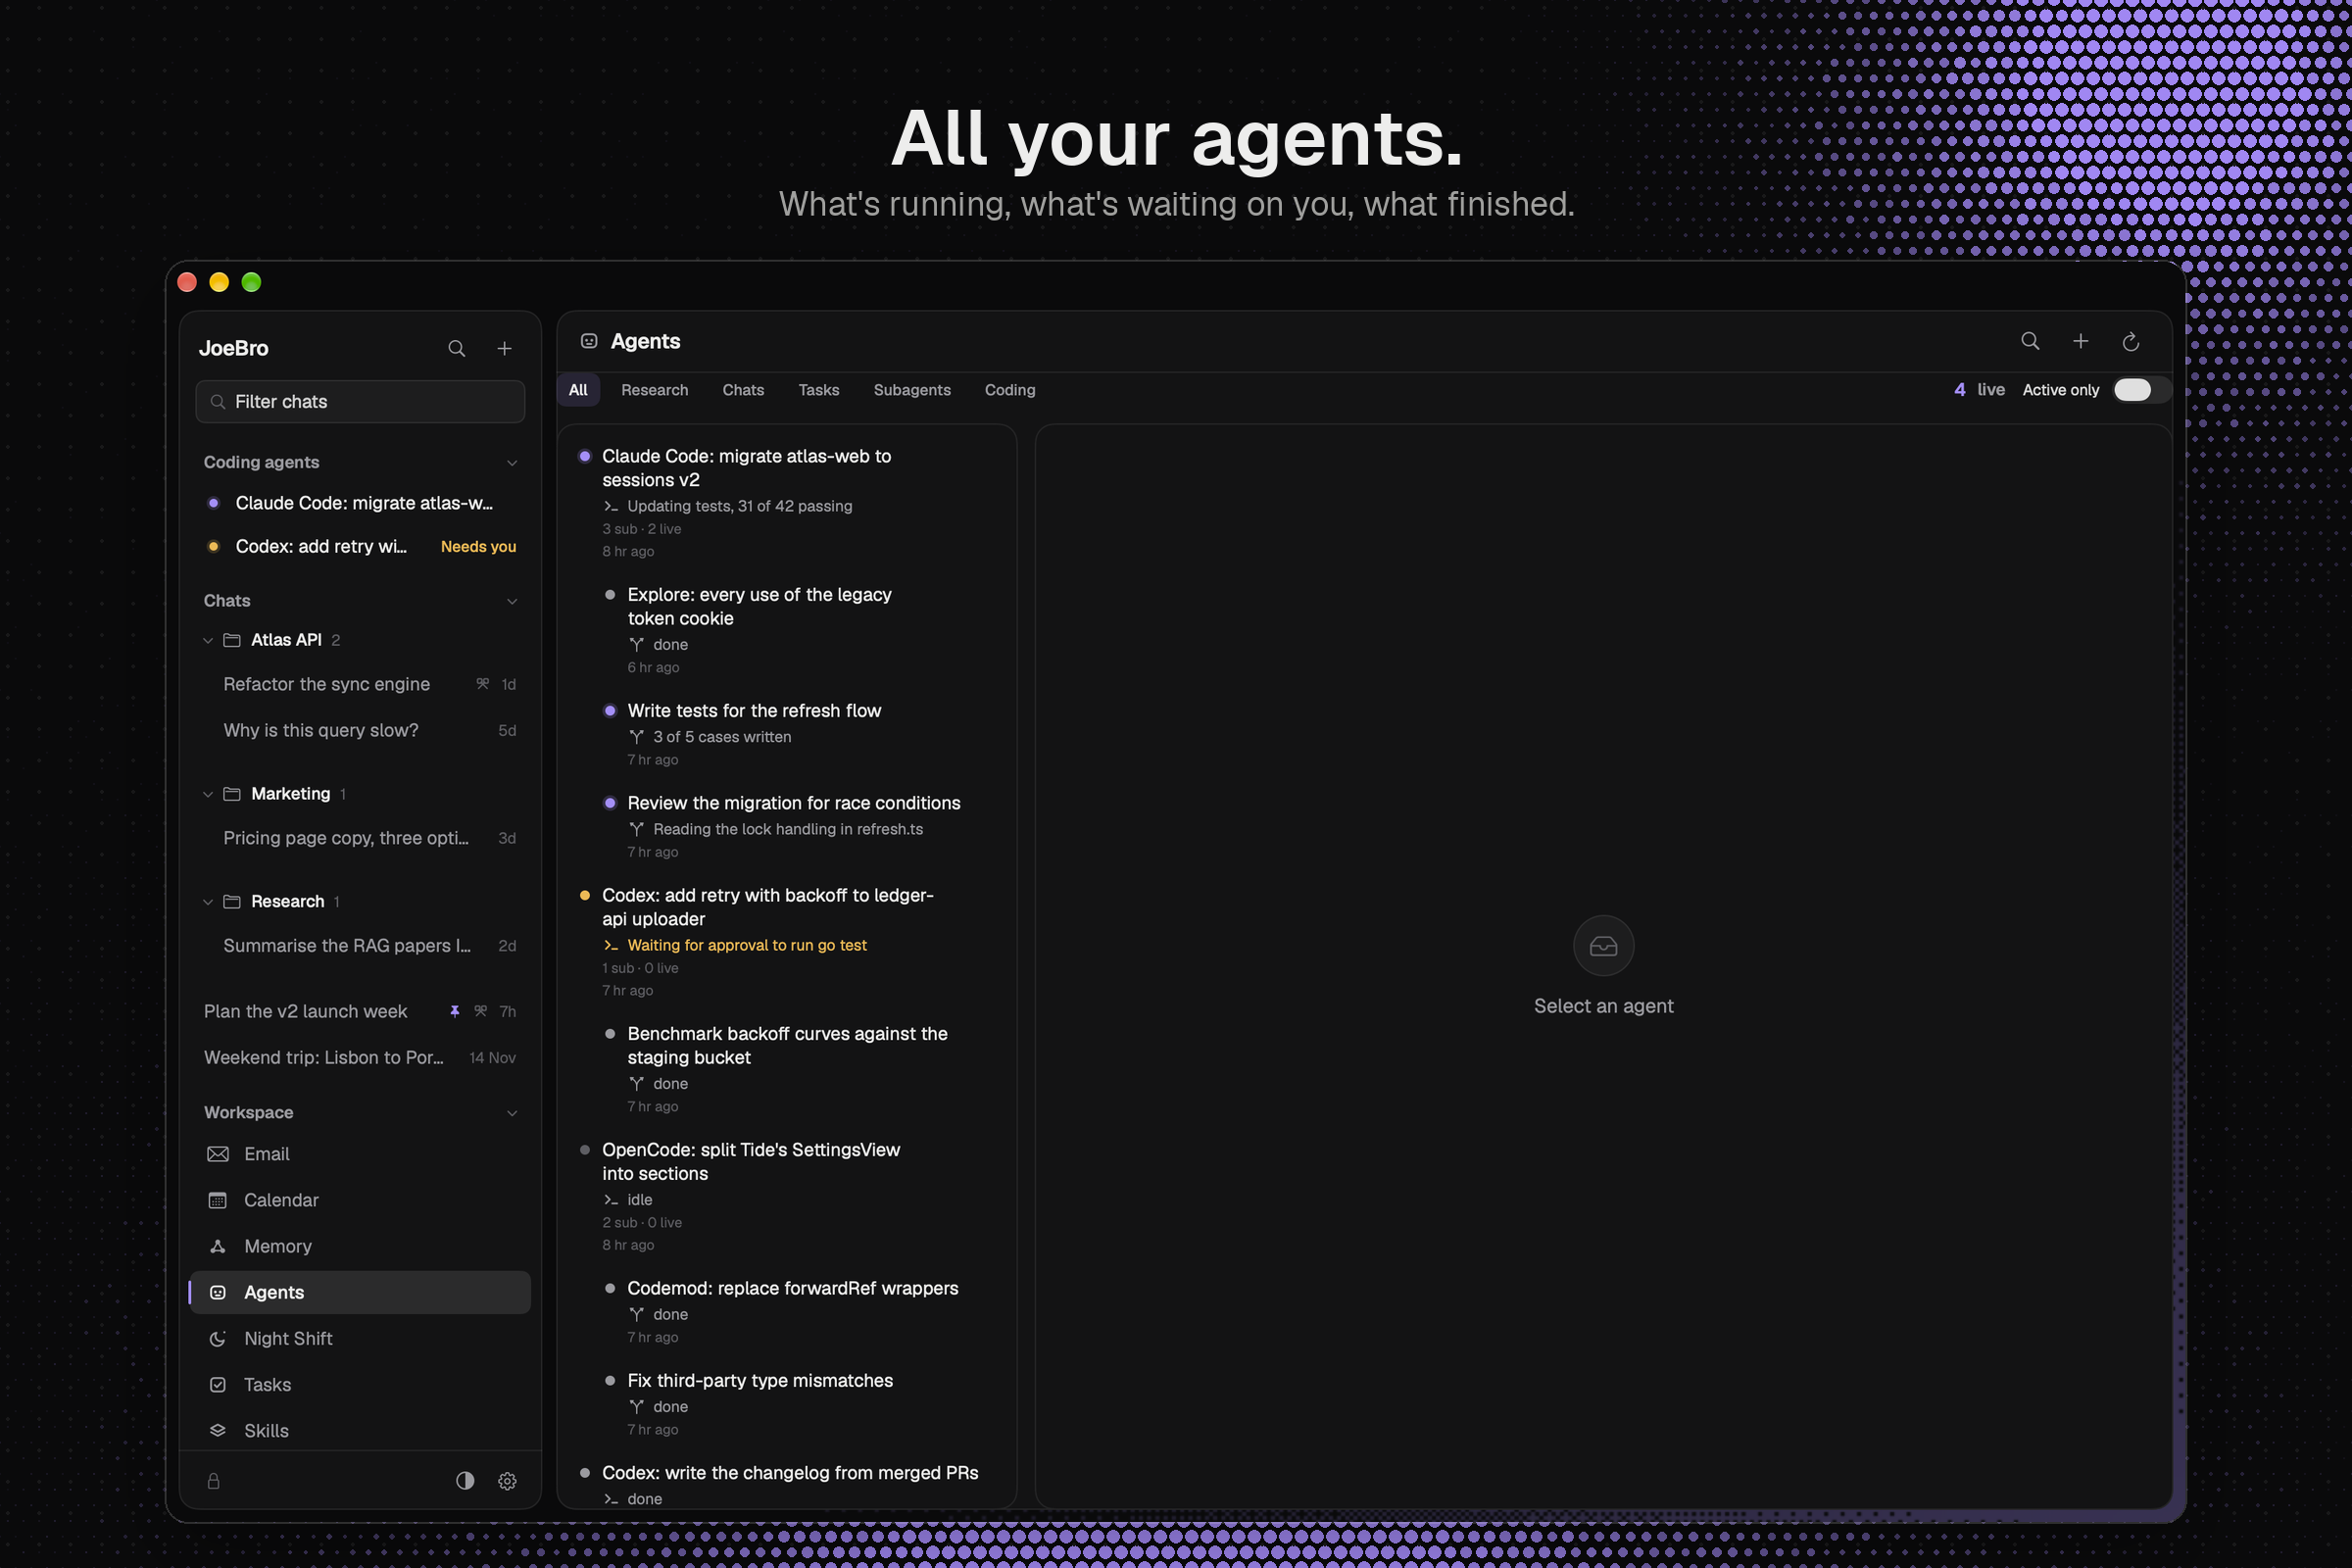 All your agents.
What's running, what's waiting on you, what finished.
JoeBro
Filter chats
Coding agents
Claude Code: migrate atlas-w...
Codex: add retry wi... Needs you
Chats
Atlas API 2
Refactor the sync engine 1d
Why is this query slow? 5d
Marketing 1
Pricing page copy, three opti... 3d
Research 1
Summarise the RAG papers I... 2d
Plan the v2 launch week 7h
Weekend trip: Lisbon to Por... 14 Nov
Workspace
Email
Calendar
Memory
Agents
Night Shift
Tasks
Skills
Agents
All Research Chats Tasks Subagents Coding 4 live Active only
Claude Code: migrate atlas-web to
sessions v2
Updating tests, 31 of 42 passing
3 sub · 2 live
8 hr ago
Explore: every use of the legacy
token cookie
done
6 hr ago
Write tests for the refresh flow
3 of 5 cases written
7 hr ago
Review the migration for race conditions
Reading the lock handling in refresh.ts
7 hr ago
Codex: add retry with backoff to ledger-
api uploader
Waiting for approval to run go test
1 sub · 0 live
7 hr ago
Benchmark backoff curves against the
staging bucket
done
7 hr ago
OpenCode: split Tide's SettingsView
into sections
idle
2 sub · 0 live
8 hr ago
Codemod: replace forwardRef wrappers
done
7 hr ago
Fix third-party type mismatches
done
7 hr ago
Codex: write the changelog from merged PRs
done
Select an agent